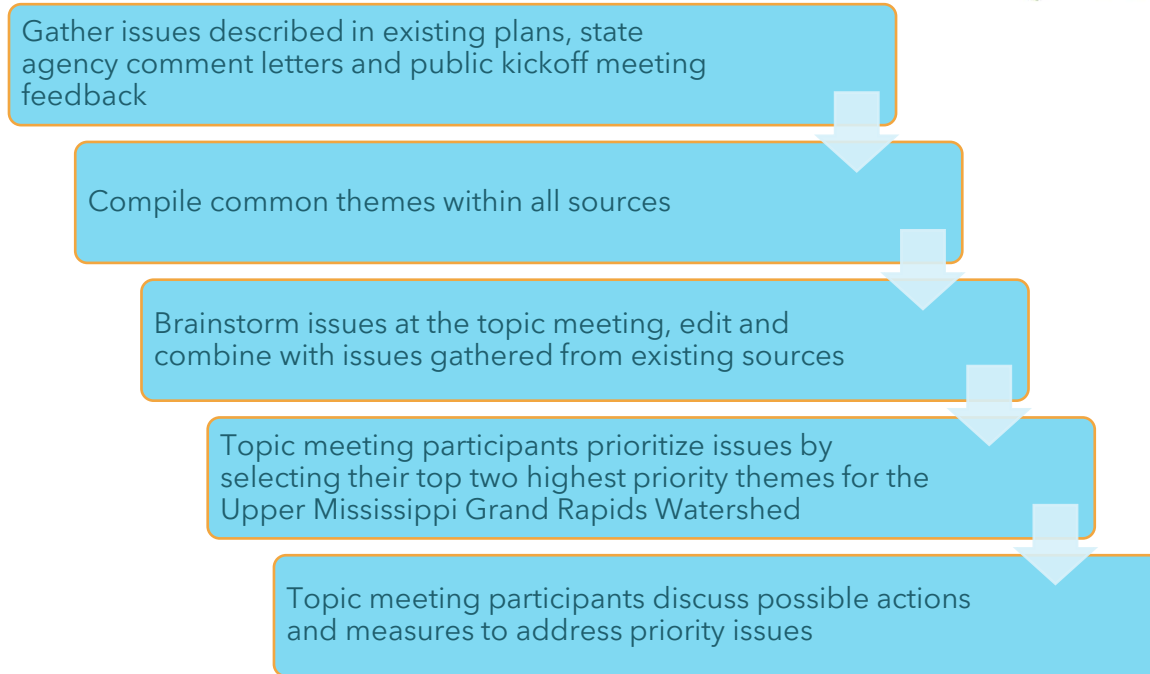 Gather issues described in existing plans, state
agency comment letters and public kickoff meeting
feedback
Compile common themes within all sources
Brainstorm issues at the topic meeting, edit and
combine with issues gathered from existing sources
Topic meeting participants prioritize issues by
selecting their top two highest priority themes for the
Upper Mississippi Grand Rapids Watershed
Topic meeting participants discuss possible actions
and measures to address priority issues